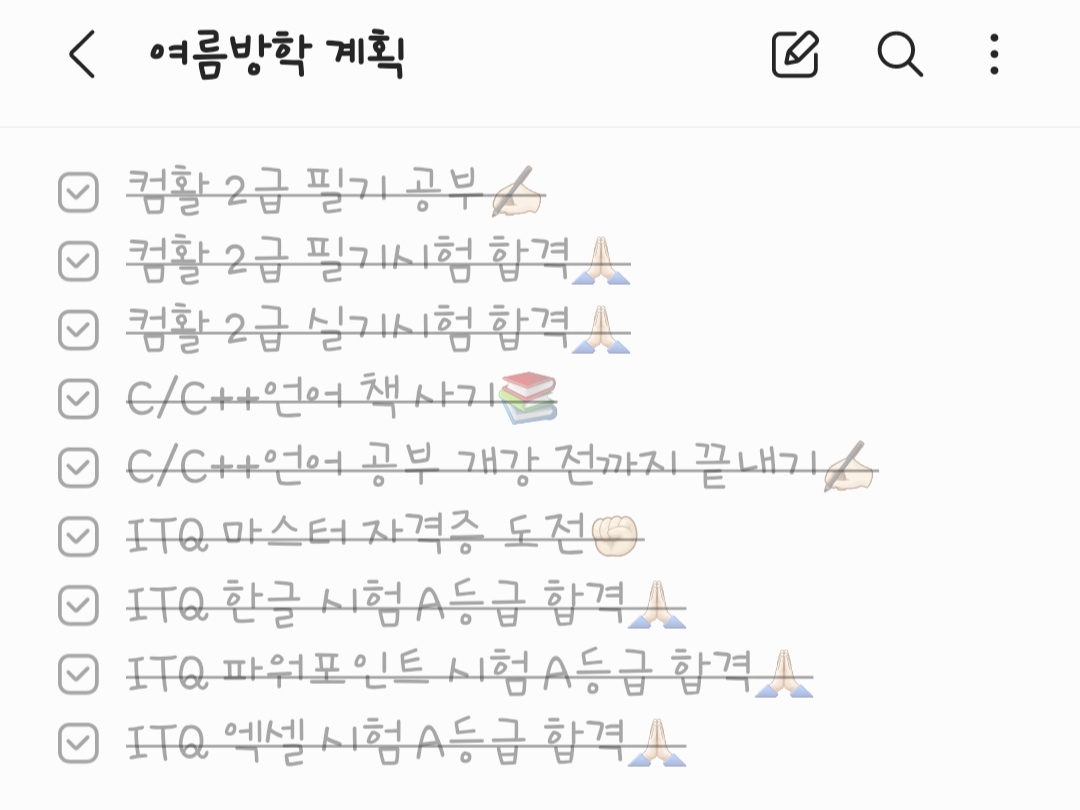 여름방학 계획
컴활 2급 필기 공부✍🏻
컴활 2급 필기시험 합격🙏🏻
컴활 2급 실기시험 합격🙏🏻
C/C++언어 책 사기📚
C/C++언어 공부 개강 전까지 끝내기✍🏻
ITQ 마스터 자격증 도전✊🏻
ITQ 한글 시험 A등급 합격🙏🏻
ITQ 파워포인트 시험 A등급 합격🙏🏻
ITQ 엑셀 시험 A등급 합격🙏🏻